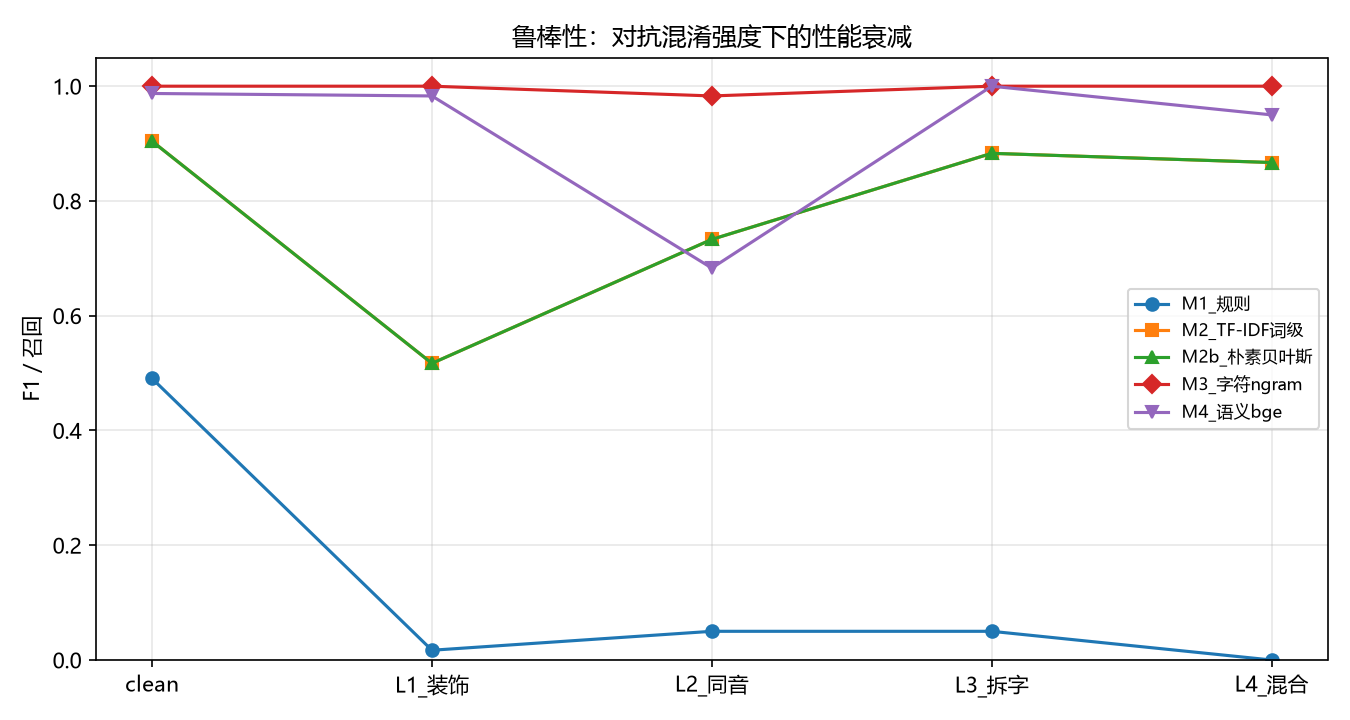 鲁棒性：对抗混淆强度下的性能衰减
F1 / 召回
1.0
0.8
0.6
0.4
0.2
0.0
M1_规则
M2_TF-IDF词级
M2b_朴素贝叶斯
M3_字符ngram
M4_语义bge
clean
L1_装饰
L2_同音
L3_拆字
L4_混合